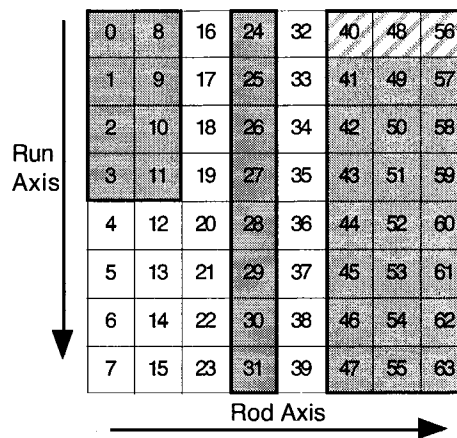 0 8 16 24 32 40 48 56
1 9 17 25 33 41 49 57
2 10 18 26 34 42 50 58
Run
Axis
3 11 19 27 35 43 51 59
4 12 20 28 36 44 52 60
5 13 21 29 37 45 53 61
6 14 22 30 38 46 54 62
7 15 23 31 39 47 55 63
Rod Axis